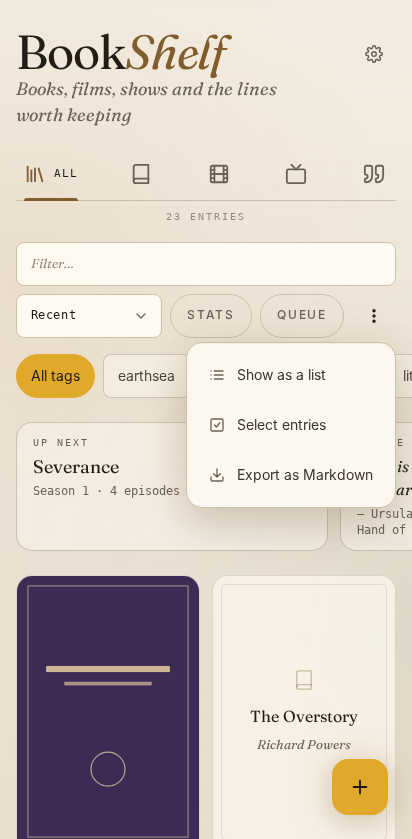 BookShelf
Books, films, shows and the lines
worth keeping
ALL
23 ENTRIES
Filter...
Recent
STATS
QUEUE
All tags
earthsea
Show as a list
Select entries
Export as Markdown
UP NEXT
Severance
Season 1 · 4 episodes
— Ursula
Hand of
The Overstory
Richard Powers